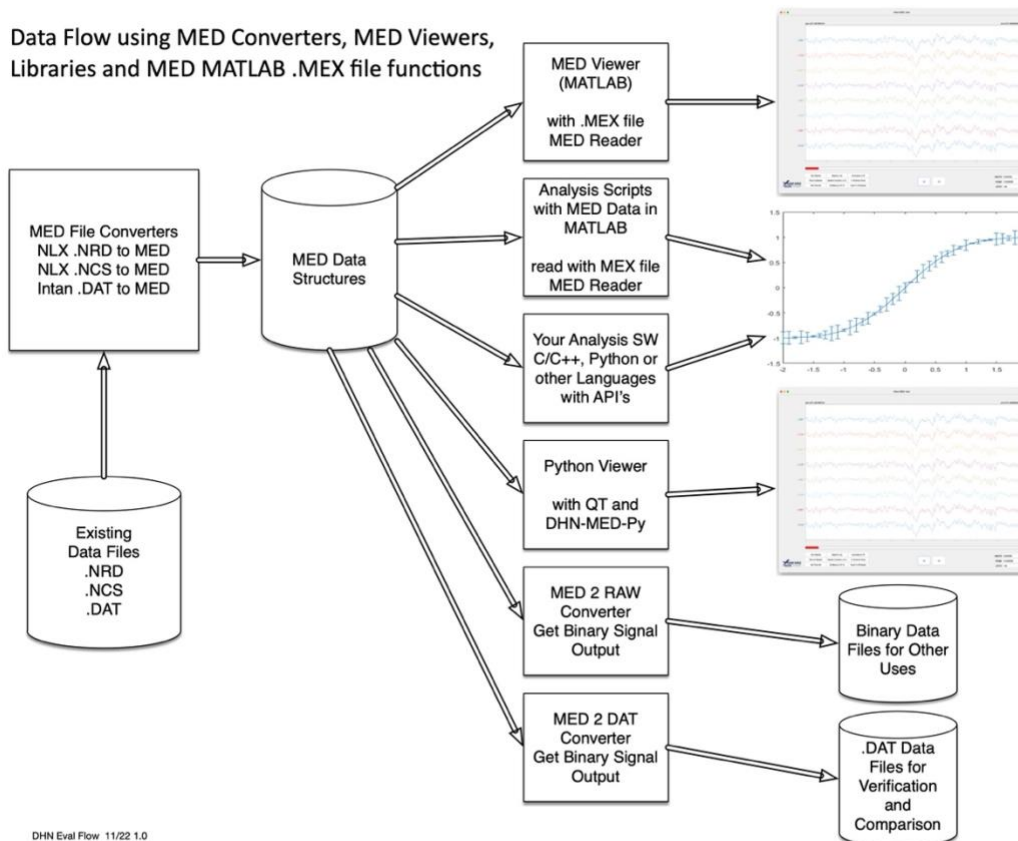 Data Flow using MED Converters, MED Viewers,
Libraries and MED MATLAB .MEX file functions
MED File Converters
NLX .NRD to MED
NLX .NCS to MED
Intan .DAT to MED
Existing
Data Files
.NRD
.NCS
.DAT
MED Data
Structures
MED Viewer
(MATLAB)
with .MEX file
MED Reader
Analysis Scripts
with MED Data in
MATLAB
read with MEX file
MED Reader
Your Analysis SW
C/C++, Python or
other Languages
with API's
Python Viewer
with QT and
DHN-MED-Py
MED 2 RAW
Converter
Get Binary Signal
Output
MED 2 DAT
Converter
Get Binary Signal
Output
1.5
1
0.5
0
-0.5
-1
-1.5
-2
-1.5
-1
-0.5
0
0.5
1
1.5
Binary Data
Files for Other
Uses
.DAT Data
Files for
Verification
and
Comparison
DHN Eval Flow 11/22 1.0